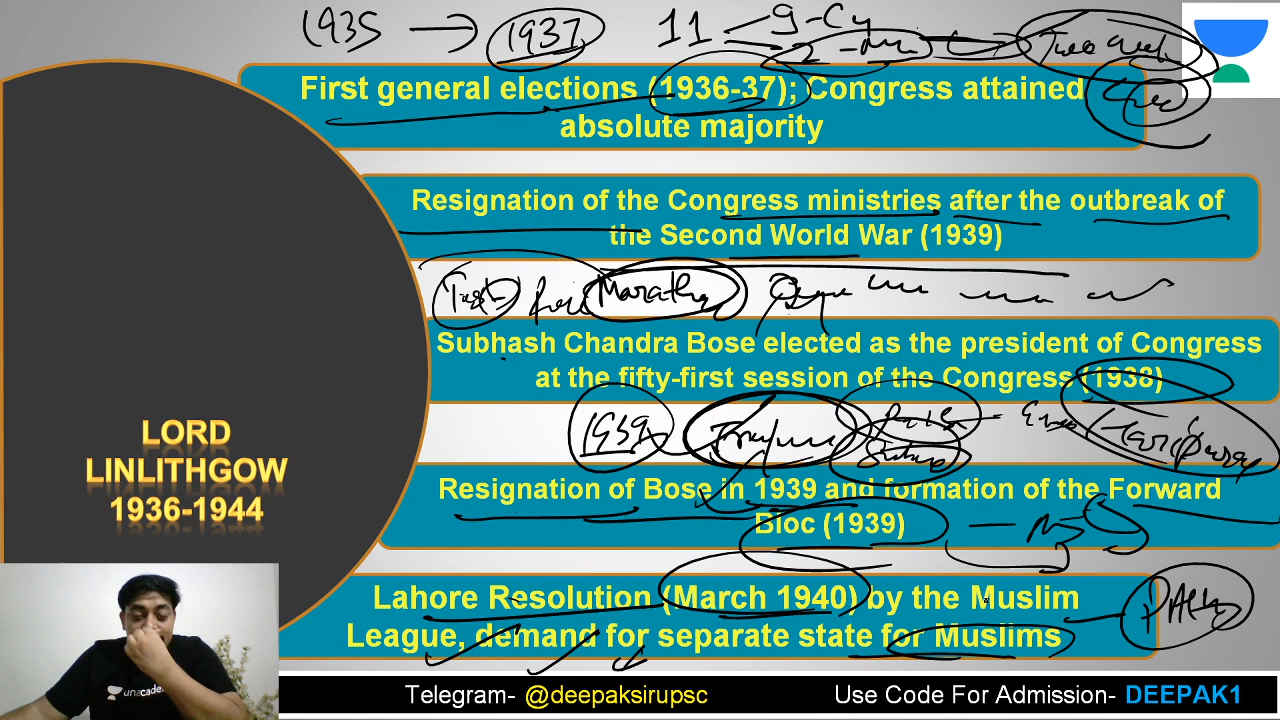 1935 → 1937 11 9-
First general elections (1936-37); Congress attained
absolute majority
Resignation of the Congress ministries after the outbreak of
the Second World War (1939)
Maratha
Subhash Chandra Bose elected as the president of Congress
at the fifty-first session of the Congress (1938)
1939 Haripura
Resignation of Bose in 1939 and formation of the Forward
Bloc (1939)
Lahore Resolution (March 1940) by the Muslim
League, demand for separate state for Muslims
LORD
LINLITHGOW
1936-1944
unacade
Telegram- @deepaksirupsc Use Code For Admission- DEEPAK1